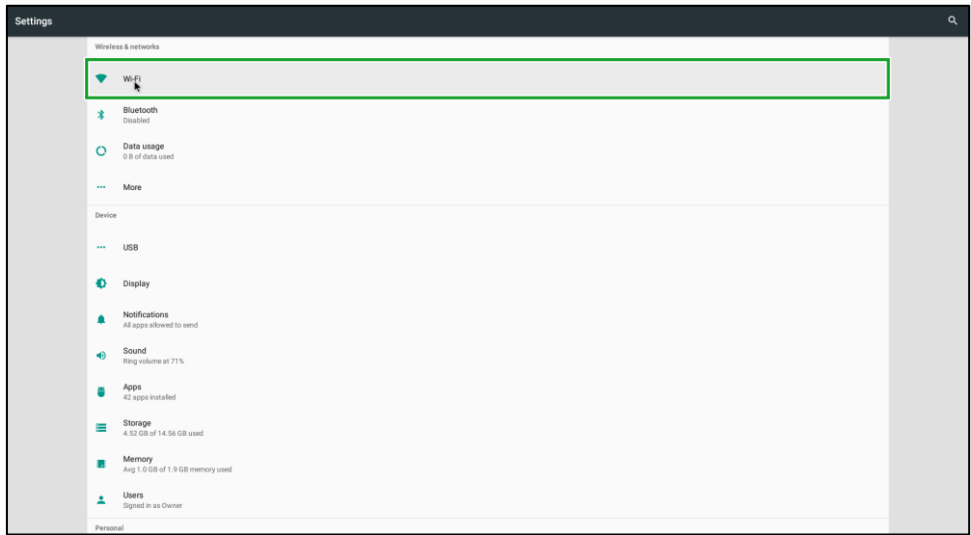 Settings
Wireless & networks
Wi-Fi
Bluetooth
Disabled
Data usage
0 B of data used
More
Device
USB
Display
Notifications
All apps allowed to send
Sound
Ring volume at 71%
Apps
42 apps installed
Storage
4.52 GB of 14.56 GB used
Memory
Avg 1.0 GB of 1.9 GB memory used
Users
Signed in as Owner
Personal